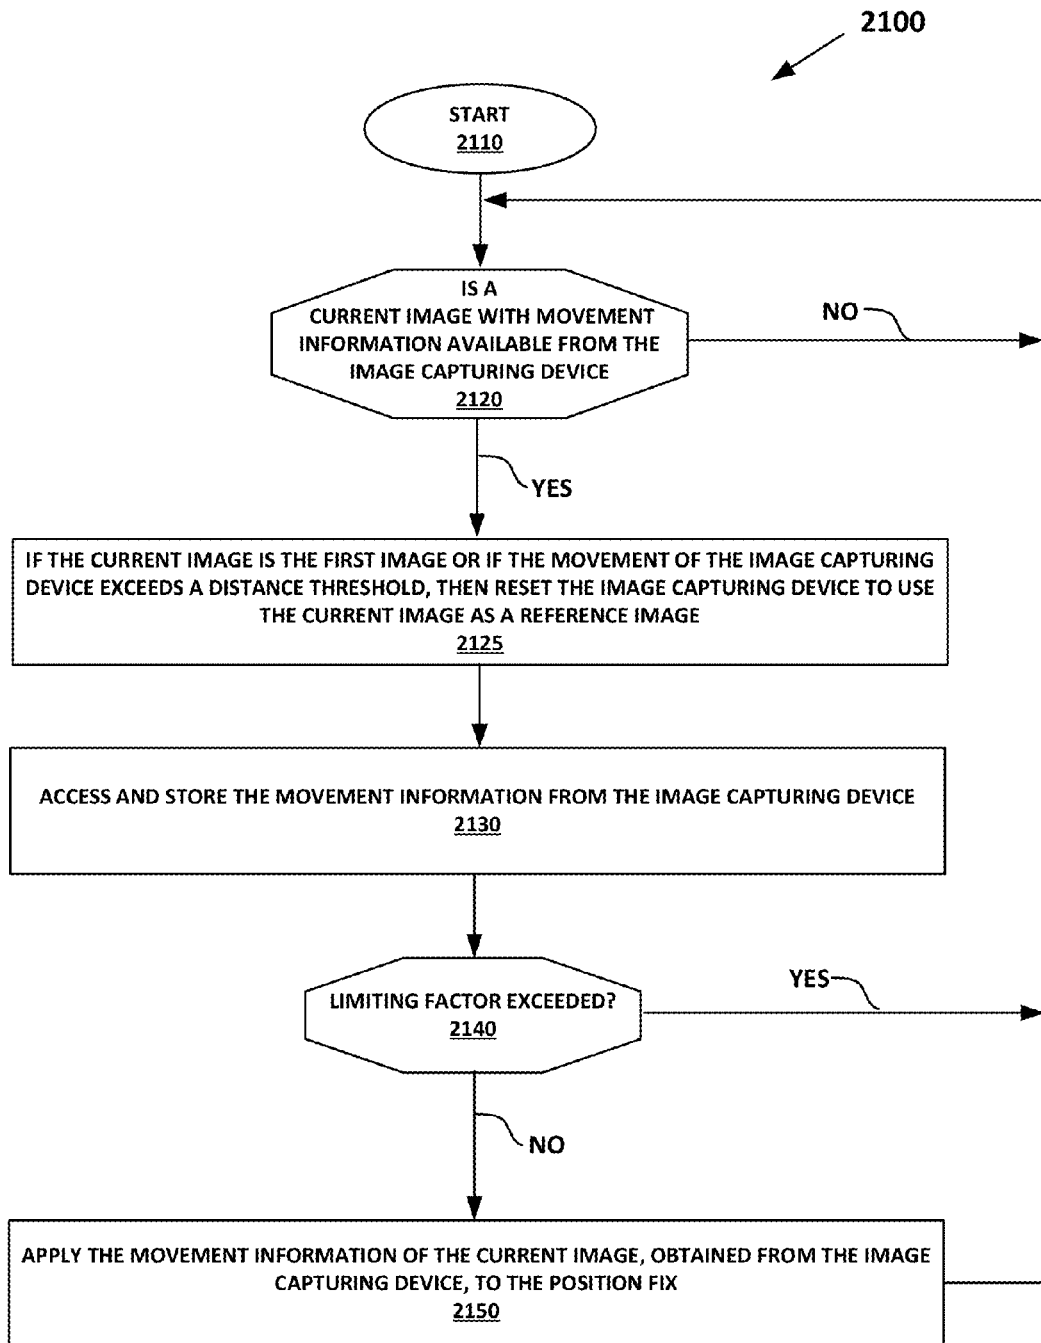 2100
START
2110
IS A
CURRENT IMAGE WITH MOVEMENT
INFORMATION AVAILABLE FROM THE
IMAGE CAPTURING DEVICE
2120
NO
YES
IF THE CURRENT IMAGE IS THE FIRST IMAGE OR IF THE MOVEMENT OF THE IMAGE CAPTURING
DEVICE EXCEEDS A DISTANCE THRESHOLD, THEN RESET THE IMAGE CAPTURING DEVICE TO USE
THE CURRENT IMAGE AS A REFERENCE IMAGE
2125
ACCESS AND STORE THE MOVEMENT INFORMATION FROM THE IMAGE CAPTURING DEVICE
2130
LIMITING FACTOR EXCEEDED?
2140
YES
NO
APPLY THE MOVEMENT INFORMATION OF THE CURRENT IMAGE, OBTAINED FROM THE IMAGE
CAPTURING DEVICE, TO THE POSITION FIX
2150